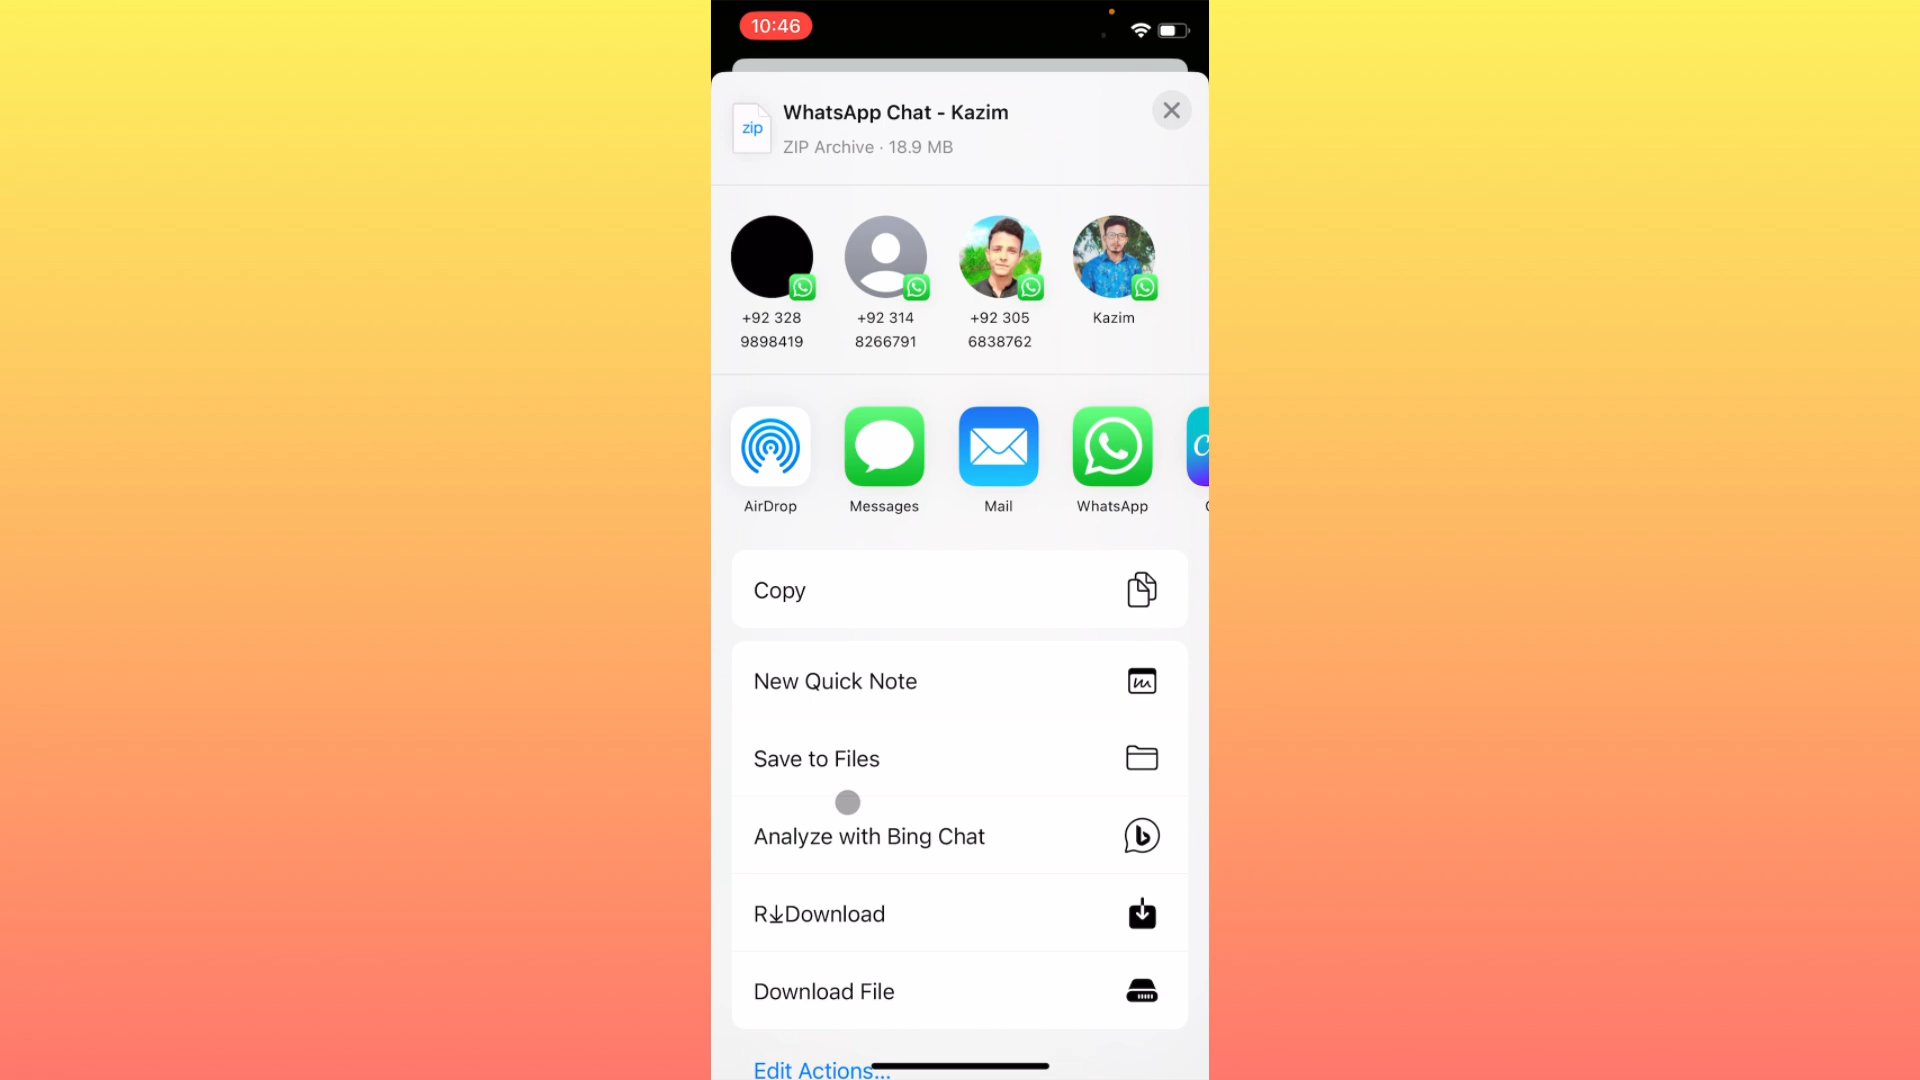 10:46
WhatsApp Chat - Kazim
zip
ZIP Archive · 18.9 MB
+92 328
9898419
+92 314
8266791
+92 305
6838762
Kazim
AirDrop
Messages
Mail
WhatsApp
Copy
New Quick Note
Save to Files
Analyze with Bing Chat
R↓Download
Download File
Edit Actions...